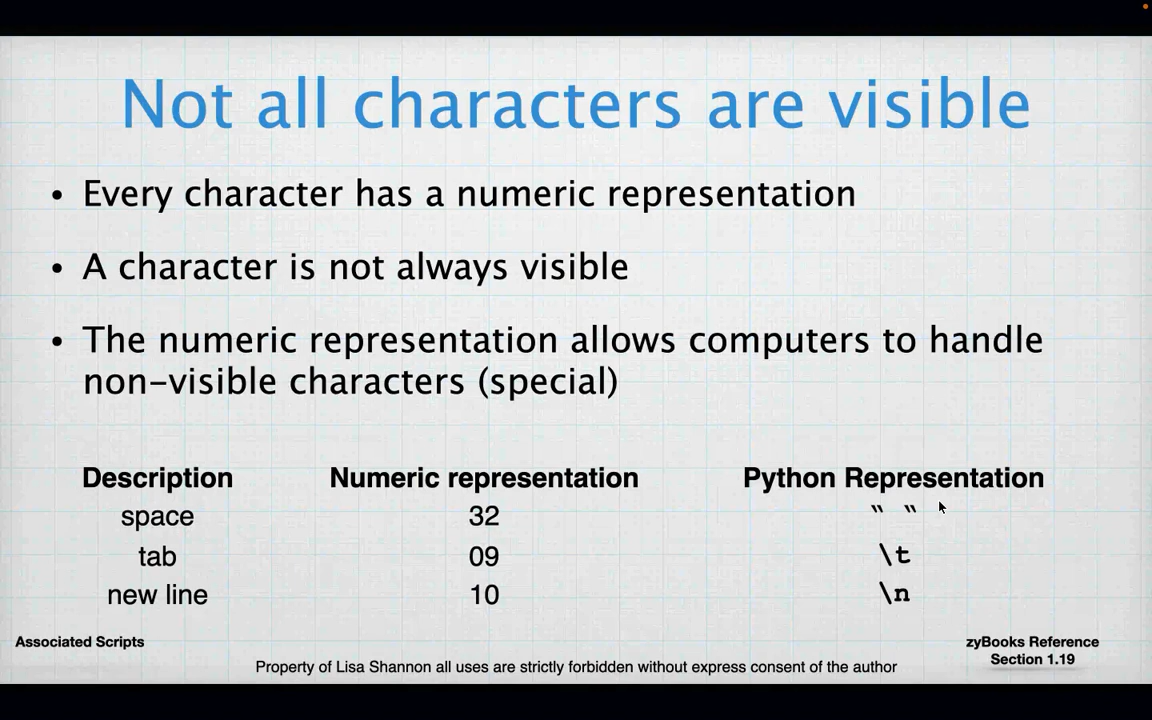 Not all characters are visible
• Every character has a numeric representation
• A character is not always visible
• The numeric representation allows computers to handle
non-visible characters (special)
Description Numeric representation Python Representation
space 32 " "
tab 09 \t
new line 10 \n
Associated Scripts
zyBooks Reference
Section 1.19
Property of Lisa Shannon all uses are strictly forbidden without express consent of the author